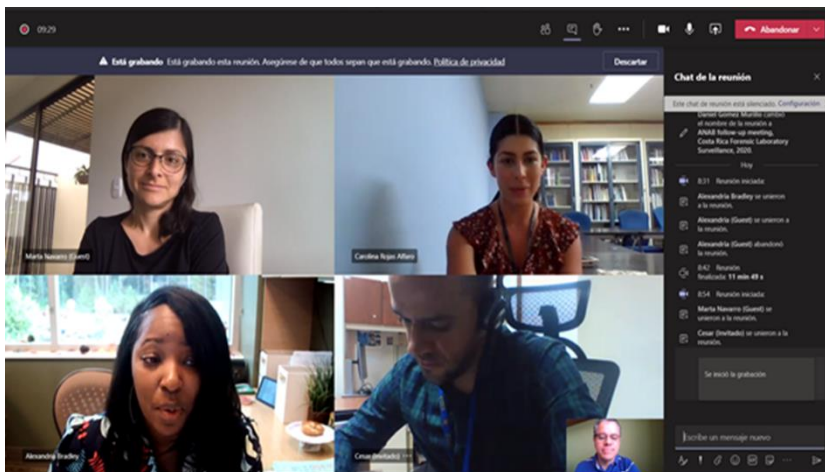 09:29
Abandonar
Está grabando Está grabando esta reunión. Asegúrese de que todos sepan que está grabando. Política de privacidad
Descartar
Marta Navarro (Guest)
Carolina Rojas Alfaro
Alexandria Bradley
Cesar (Invitado)
Chat de la reunión
Este chat de reunión está silenciado. Configuración
Daniel Gomez Murillo cambió
el nombre de la reunión a
ANAB follow-up meeting,
Costa Rica Forensic Laboratory
Surveillance, 2020.
Hoy
8:31 Reunión iniciada
Alexandria Bradley se unieron
a la reunión.
Alexandria (Guest) se unieron a
la reunión.
Alexandria (Guest) abandonó
la reunión.
8:42 Reunión
finalizada: 11 min 49 s
8:54 Reunión iniciada
Marta Navarro (Guest) se
unieron a la reunión.
Cesar (Invitado) se unieron a la
reunión.
Se inició la grabación
Escribe un mensaje nuevo